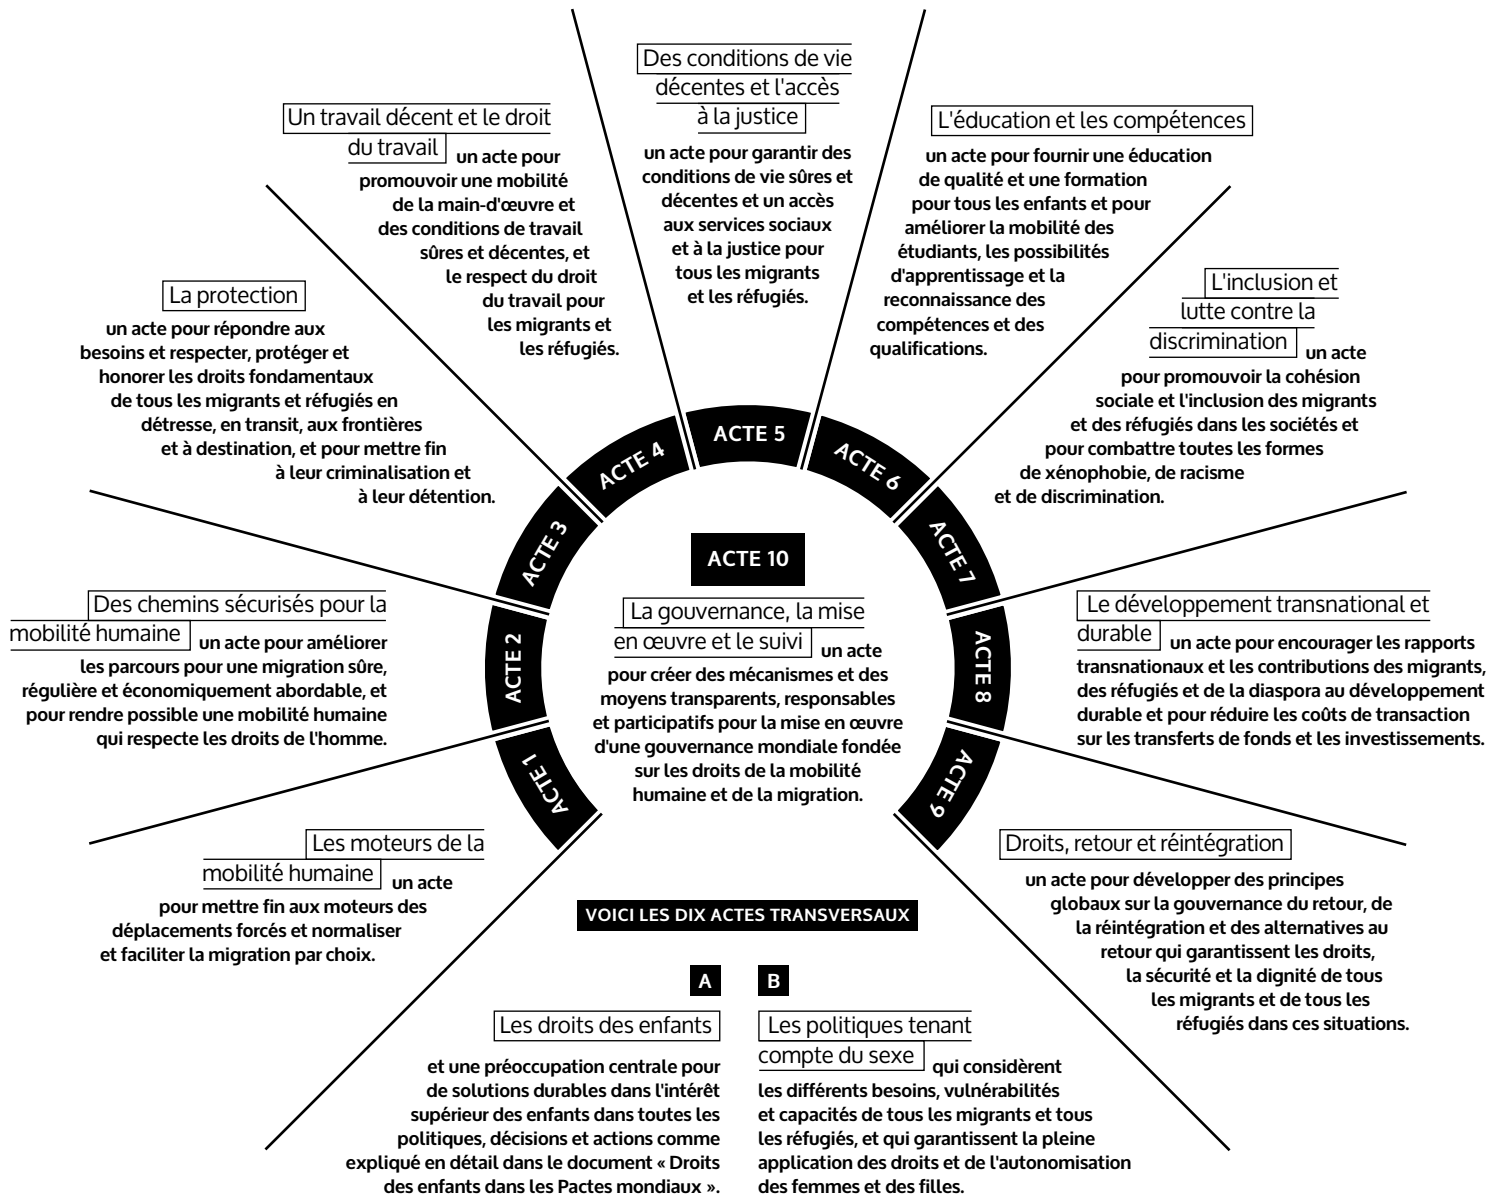 ACTE 1
Les moteurs de la
mobilité humaine un acte
pour mettre fin aux moteurs des
déplacements forcés et normaliser
et faciliter la migration par choix.
ACTE 2
Des chemins sécurisés pour la
mobilité humaine un acte pour améliorer
les parcours pour une migration sûre,
régulière et économiquement abordable, et
pour rendre possible une mobilité humaine
qui respecte les droits de l'homme.
ACTE 3
La protection
un acte pour répondre aux
besoins et respecter, protéger et
honorer les droits fondamentaux
de tous les migrants et réfugiés en
détresse, en transit, aux frontières
et à destination, et pour mettre fin
à leur criminalisation et
à leur détention.
ACTE 4
Un travail décent et le droit
du travail un acte pour
promouvoir une mobilité
de la main-d'œuvre et
des conditions de travail
sûres et décentes, et
le respect du droit
du travail pour
les migrants et
les réfugiés.
ACTE 5
Des conditions de vie
décentes et l'accès
à la justice
un acte pour garantir des
conditions de vie sûres et
décentes et un accès
aux services sociaux
et à la justice pour
tous les migrants
et les réfugiés.
ACTE 6
L'éducation et les compétences
un acte pour fournir une éducation
de qualité et une formation
pour tous les enfants et pour
améliorer la mobilité des
étudiants, les possibilités
d'apprentissage et la
reconnaissance des
compétences et des
qualifications.
ACTE 7
L'inclusion et
lutte contre la
discrimination un acte
pour promouvoir la cohésion
sociale et l'inclusion des migrants
et des réfugiés dans les sociétés et
pour combattre toutes les formes
de xénophobie, de racisme
et de discrimination.
ACTE 8
Le développement transnational et
durable un acte pour encourager les rapports
transnationaux et les contributions des migrants,
des réfugiés et de la diaspora au développement
durable et pour réduire les coûts de transaction
sur les transferts de fonds et les investissements.
ACTE 9
Droits, retour et réintégration
un acte pour développer des principes
globaux sur la gouvernance du retour, de
la réintégration et des alternatives au
retour qui garantissent les droits,
la sécurité et la dignité de tous
les migrants et de tous les
réfugiés dans ces situations.
ACTE 10
La gouvernance, la mise
en œuvre et le suivi un acte
pour créer des mécanismes et des
moyens transparents, responsables
et participatifs pour la mise en œuvre
d'une gouvernance mondiale fondée
sur les droits de la mobilité
humaine et de la migration.
VOICI LES DIX ACTES TRANSVERSAUX
A
Les droits des enfants
et une préoccupation centrale pour
de solutions durables dans l'intérêt
supérieur des enfants dans toutes les
politiques, décisions et actions comme
expliqué en détail dans le document « Droits
des enfants dans les Pactes mondiaux ».
B
Les politiques tenant
compte du sexe qui considèrent
les différents besoins, vulnérabilités
et capacités de tous les migrants et tous
les réfugiés, et qui garantissent la pleine
application des droits et de l'autonomisation
des femmes et des filles.